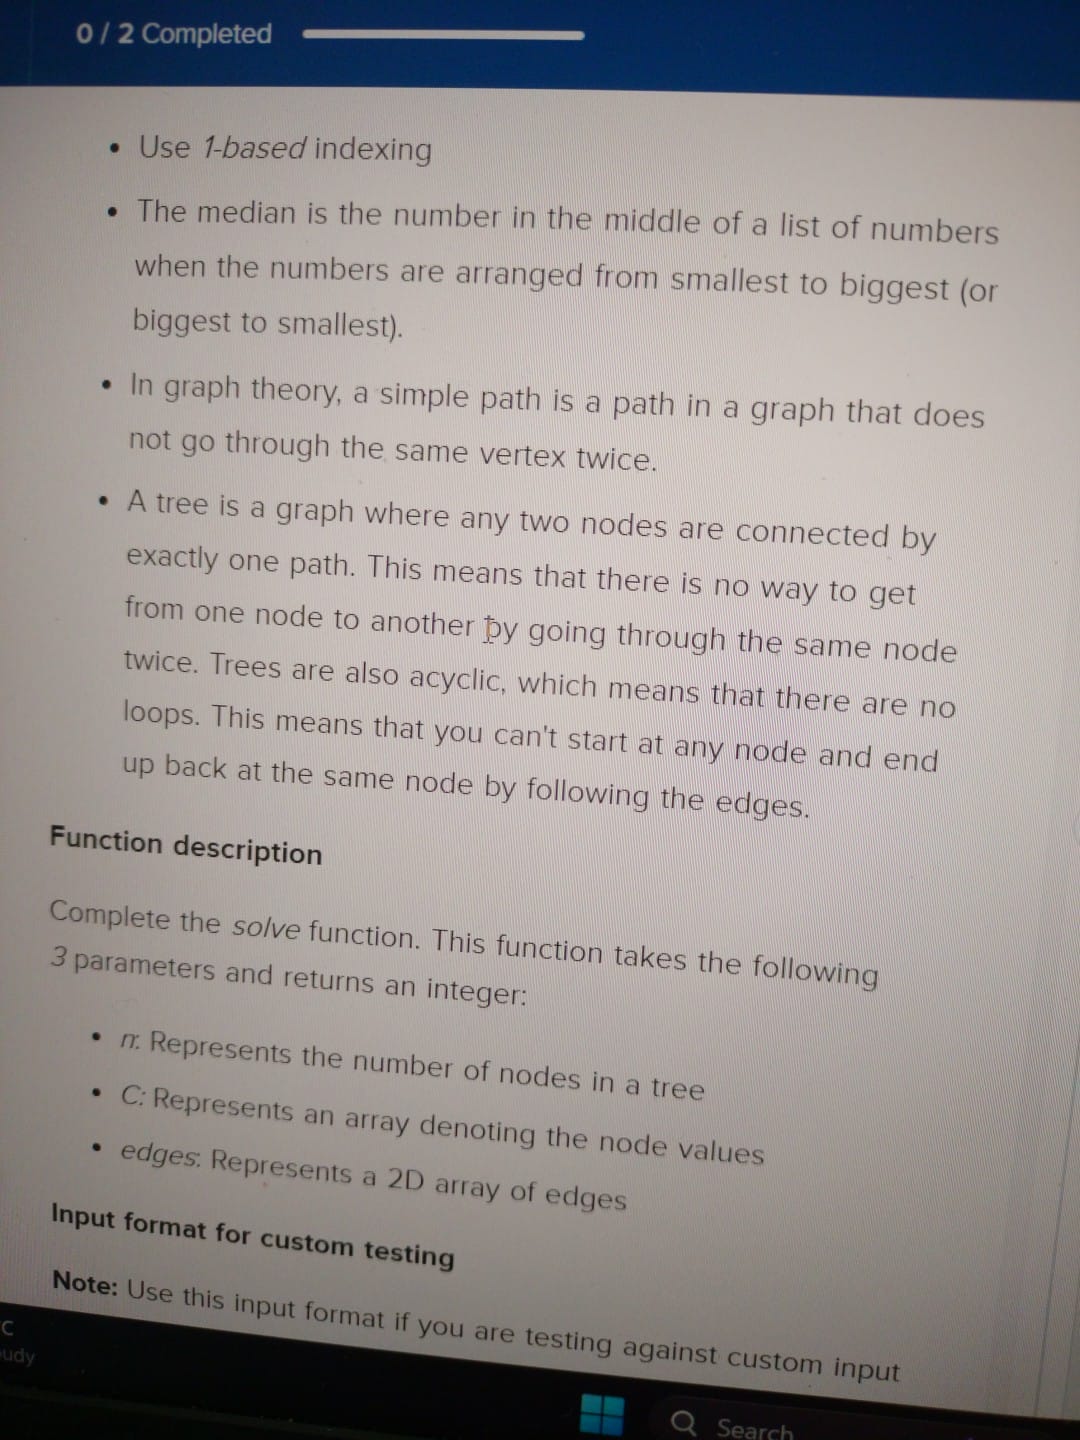 0 / 2 Completed
• Use 1-based indexing
• The median is the number in the middle of a list of numbers
when the numbers are arranged from smallest to biggest (or
biggest to smallest).
• In graph theory, a simple path is a path in a graph that does
not go through the same vertex twice.
• A tree is a graph where any two nodes are connected by
exactly one path. This means that there is no way to get
from one node to another by going through the same node
twice. Trees are also acyclic, which means that there are no
loops. This means that you can't start at any node and end
up back at the same node by following the edges.
Function description
Complete the solve function. This function takes the following
3 parameters and returns an integer:
• n: Represents the number of nodes in a tree
• C: Represents an array denoting the node values
• edges: Represents a 2D array of edges
Input format for custom testing
Note: Use this input format if you are testing against custom input
C
udy
Search